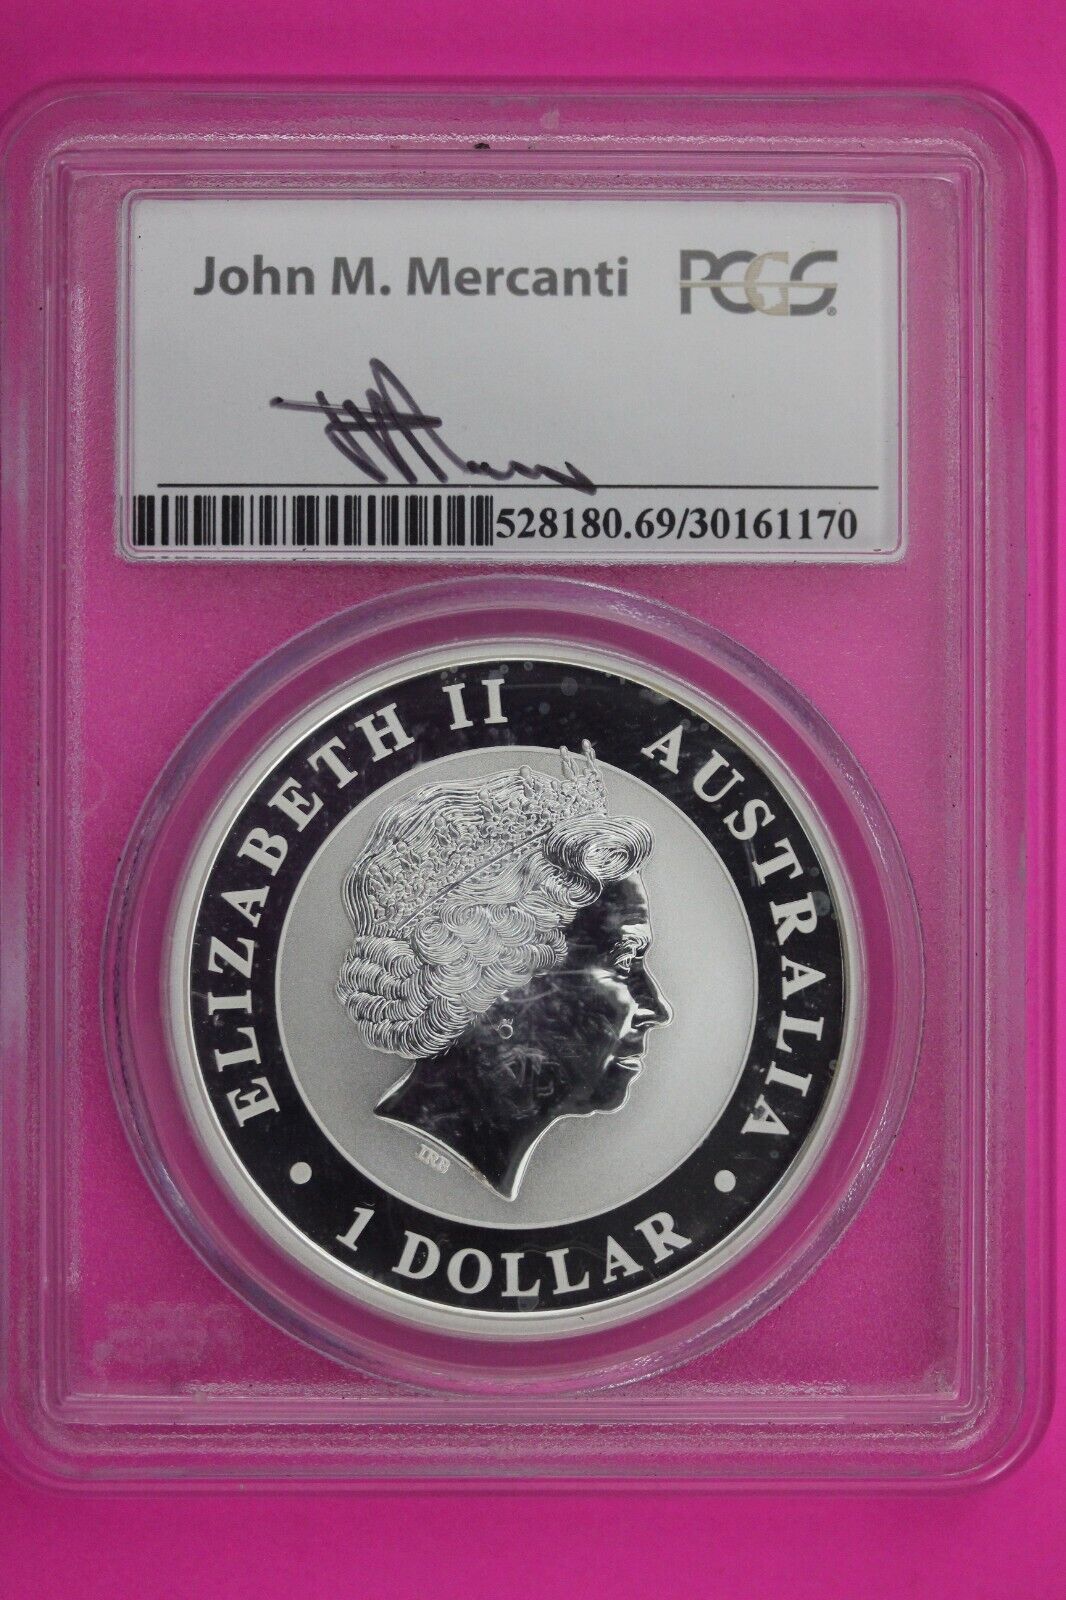 John M. Mercanti PCGS®
528180.69/30161170
ELIZABETH II AUSTRALIA
• 1 DOLLAR •
IRB